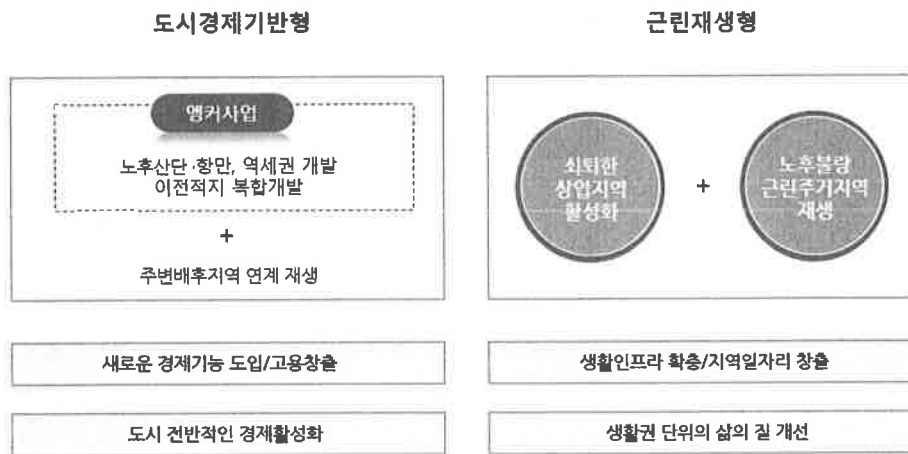 도시경제기반형
앵커사업
노후산단·항만, 역세권 개발
이전적지 복합개발
+
주변배후지역 연계 재생
새로운 경제기능 도입/고용창출
도시 전반적인 경제활성화
근린재생형
쇠퇴한
상업지역
활성화
+
노후불량
근린주거지역
재생
생활인프라 확충/지역일자리 창출
생활권 단위의 삶의 질 개선